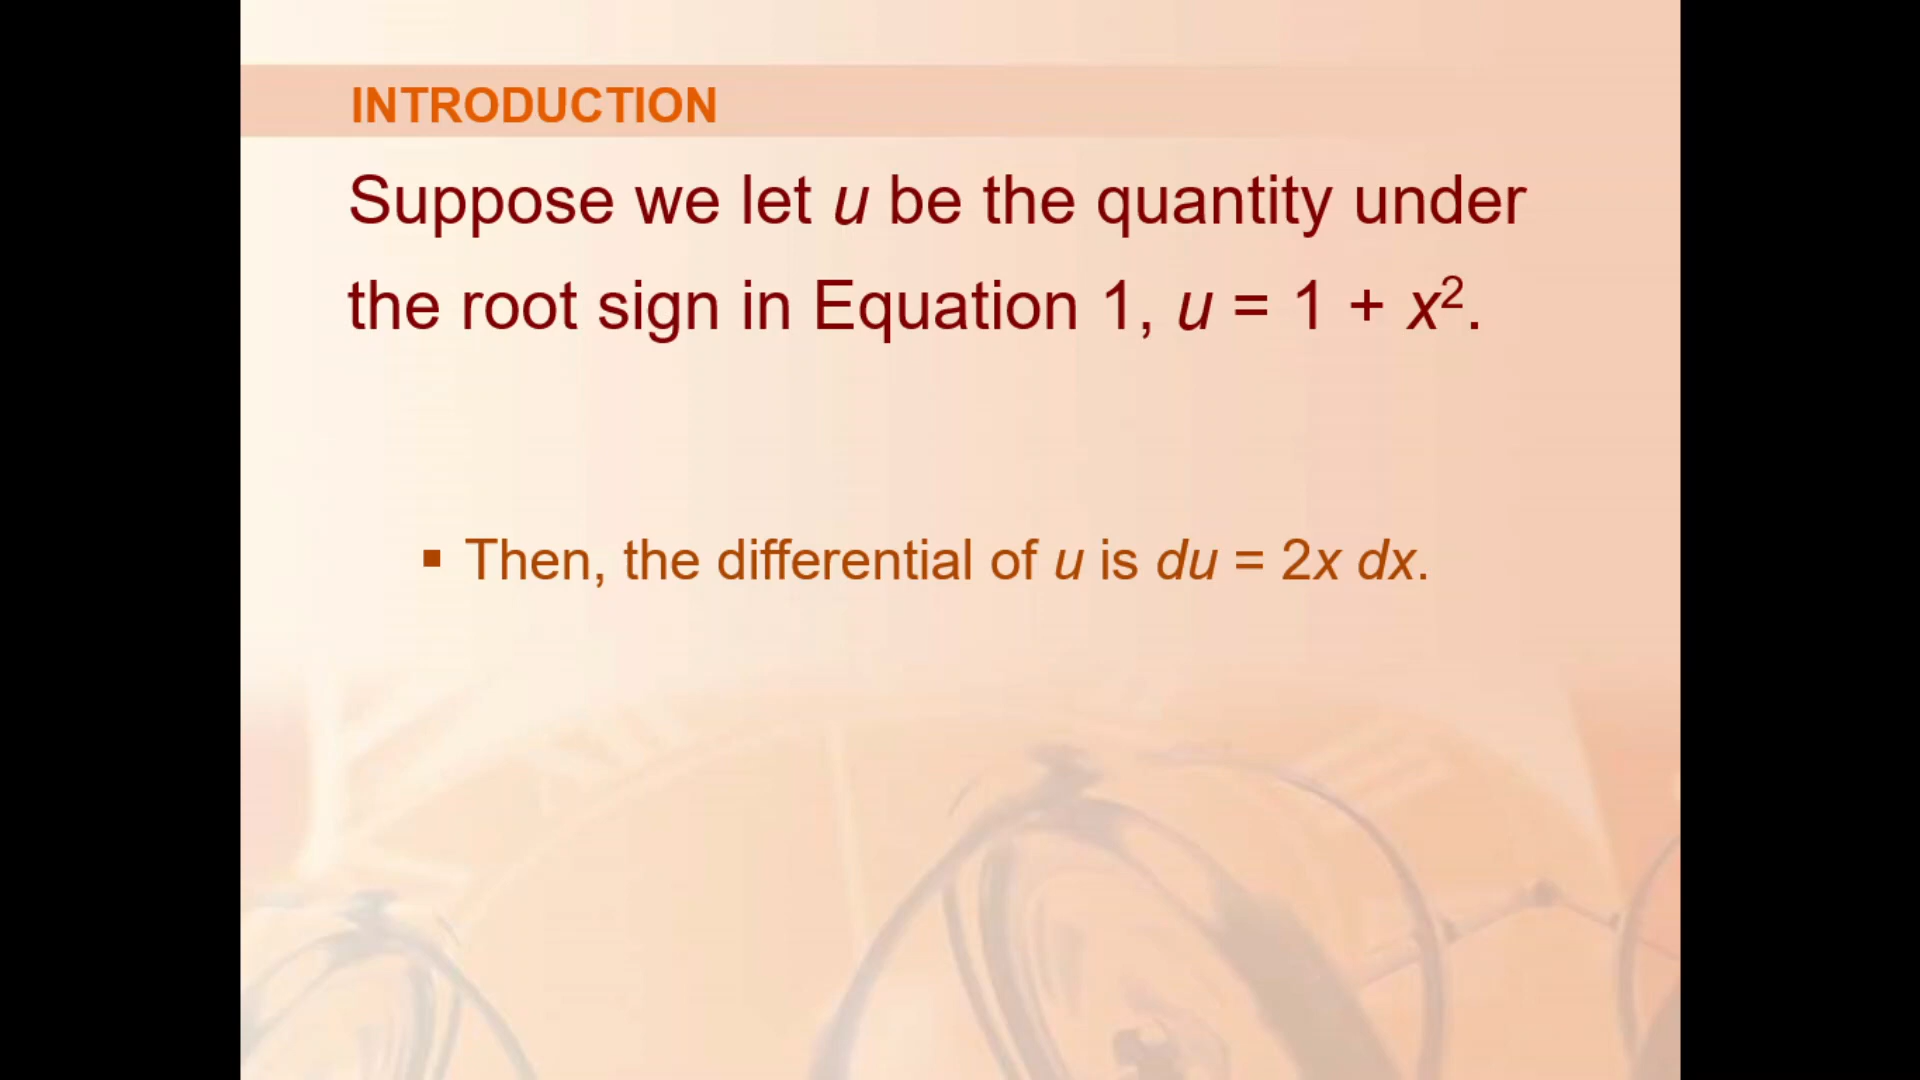 INTRODUCTION
Suppose we let u be the quantity under
the root sign in Equation 1, u = 1 + x².
▪ Then, the differential of u is du = 2x dx.